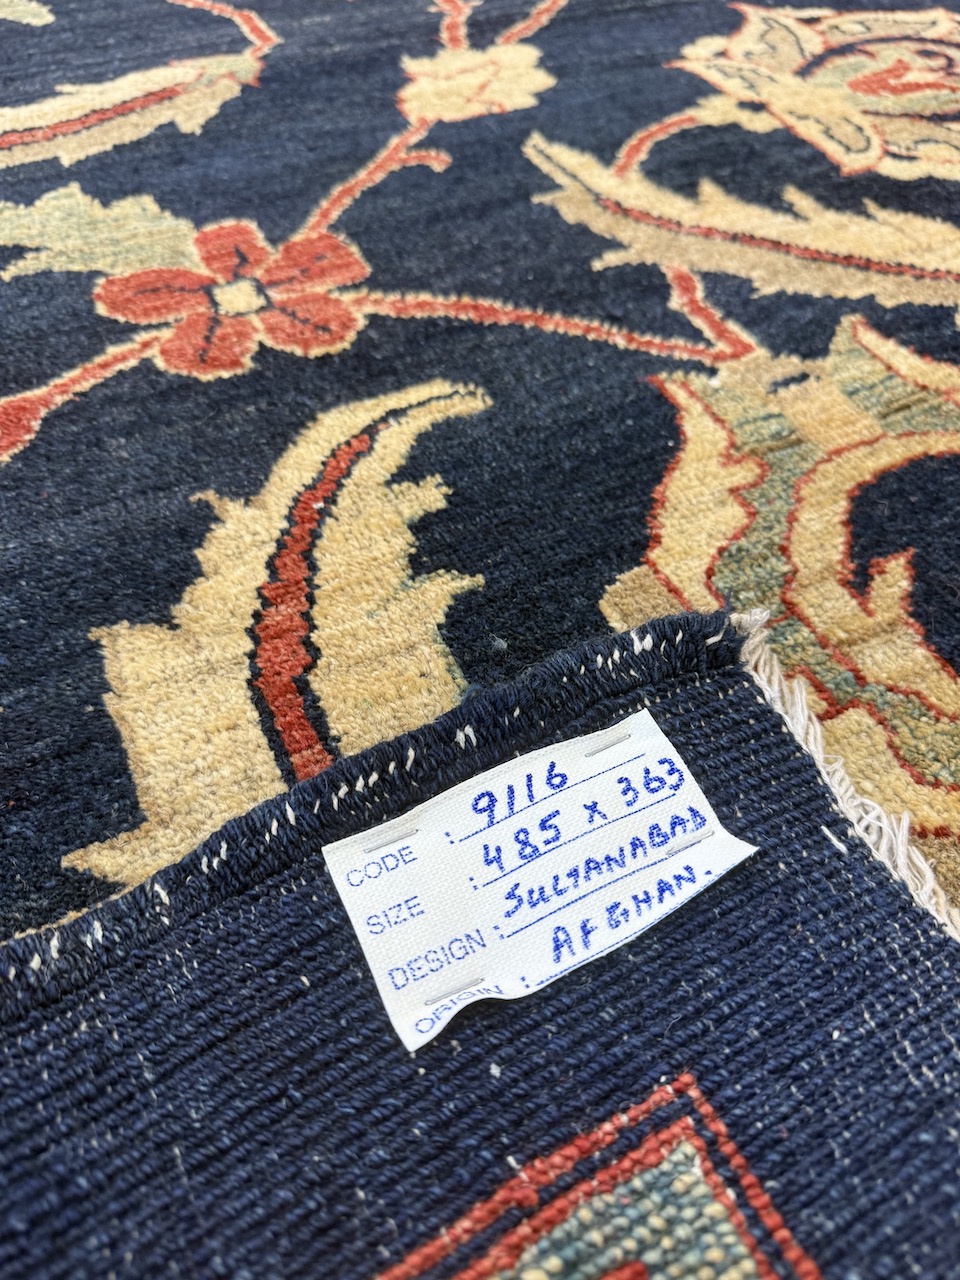 CODE : 9116
SIZE : 485 x 363
DESIGN : SULTANABAD
ORIGIN : AFGHAN.